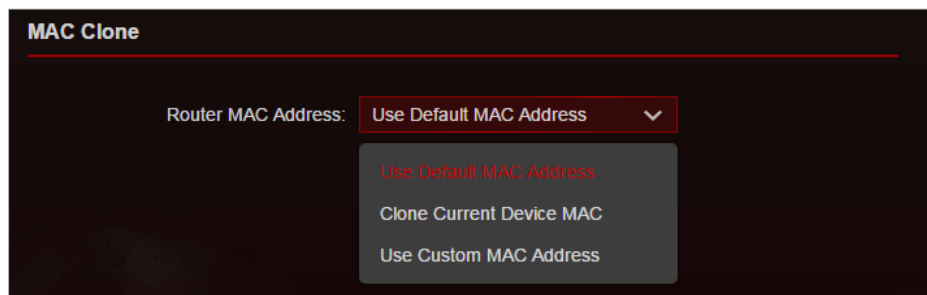 MAC Clone
Router MAC Address: Use Default MAC Address
Use Default MAC Address
Clone Current Device MAC
Use Custom MAC Address